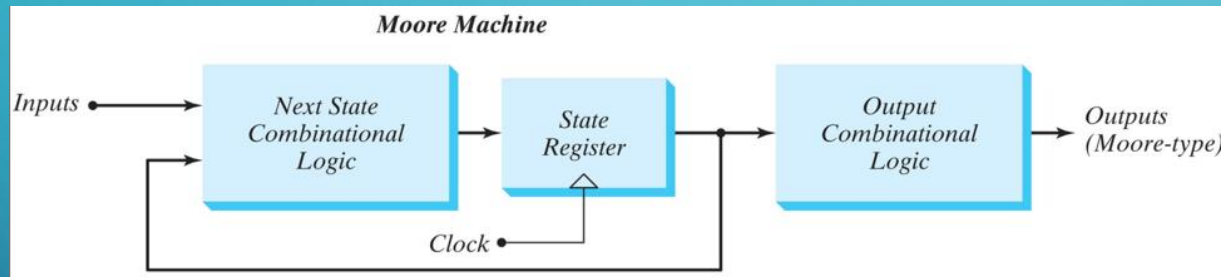 Moore Machine
Inputs
Next State
Combinational
Logic
State
Register
Output
Combinational
Logic
Outputs
(Moore-type)
Clock